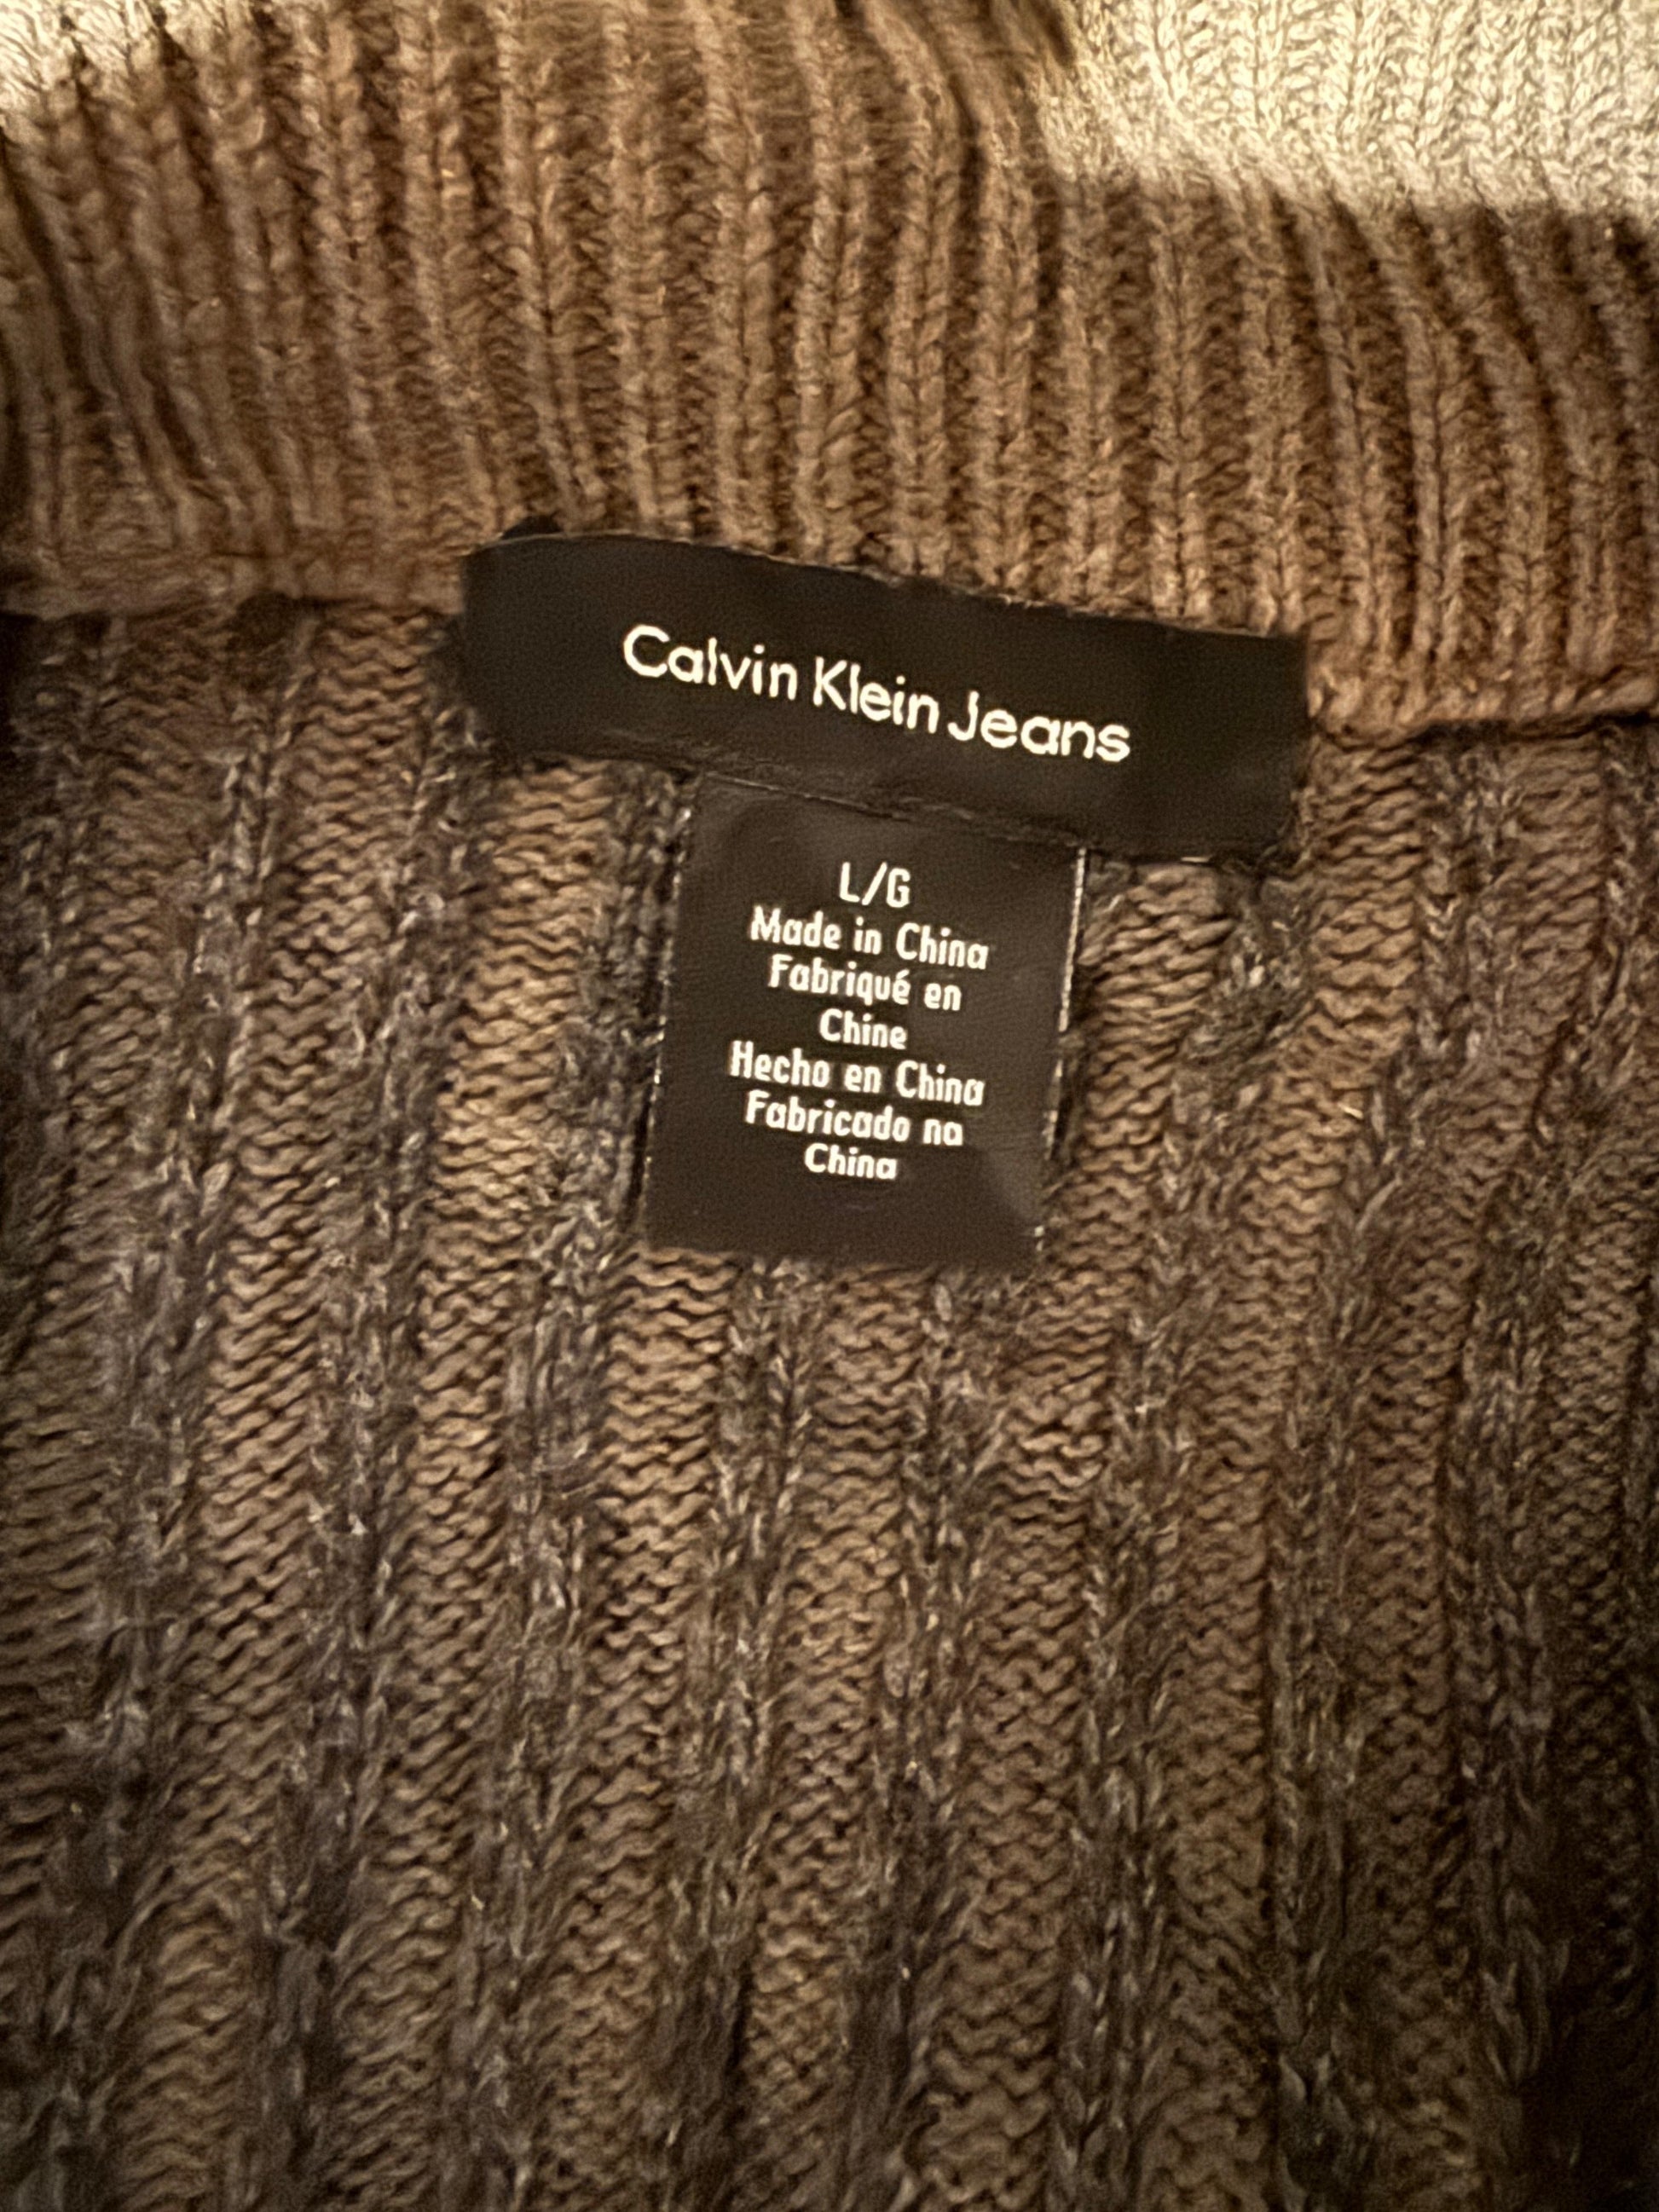 Calvin Klein Jeans
L/G
Made in China
Fabriqué en
Chine
Hecho en China
Fabricado na
China